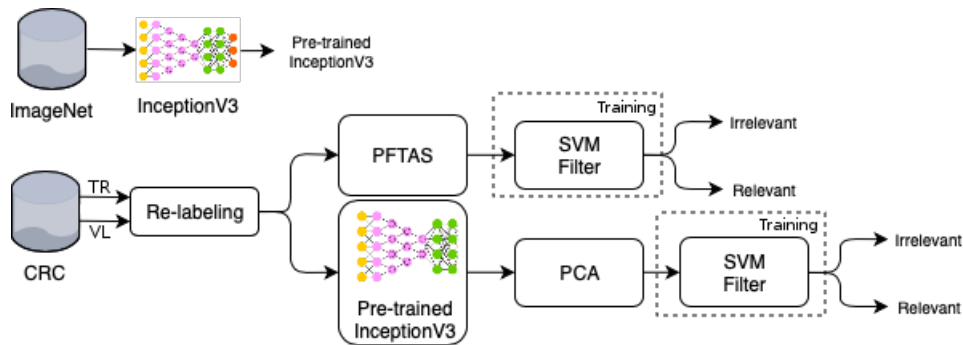 ImageNet
InceptionV3
Pre-trained
InceptionV3
CRC
TR
VL
Re-labeling
PFTAS
Training
SVM
Filter
Irrelevant
Relevant
Pre-trained
InceptionV3
PCA
Training
SVM
Filter
Irrelevant
Relevant